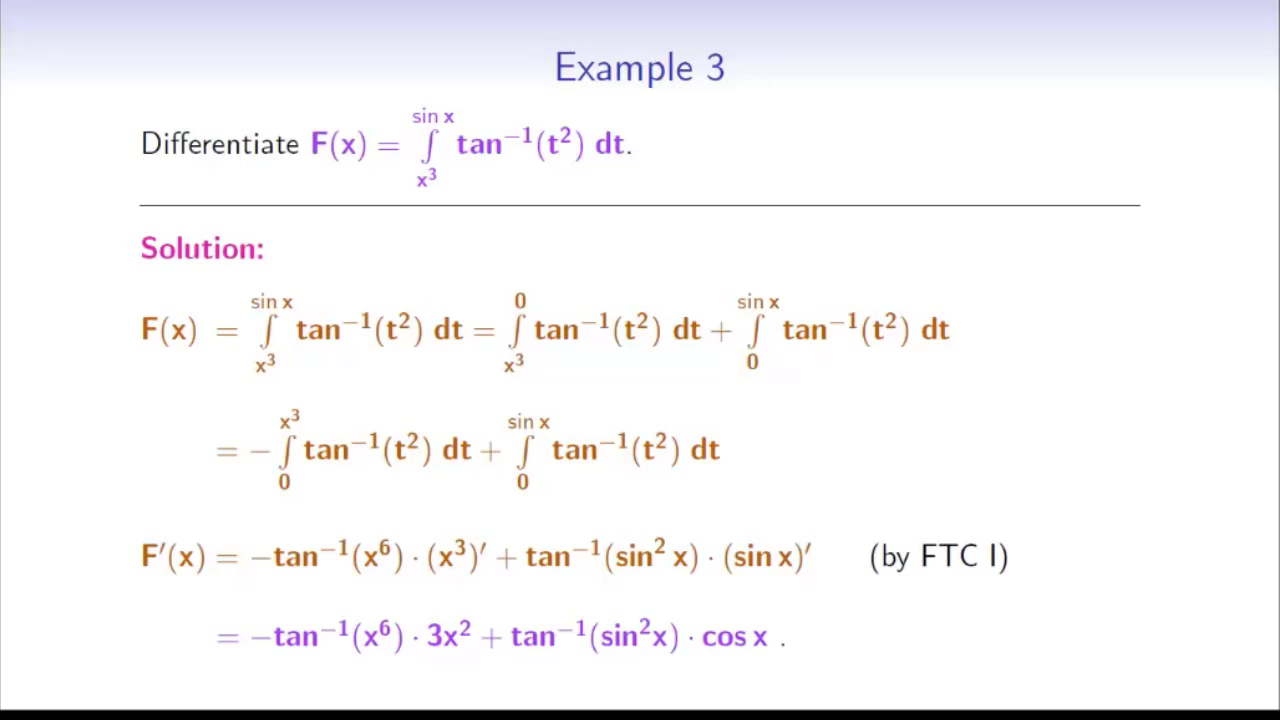 Example 3
Differentiate F(x) = ∫_{x³}^{sin x} tan⁻¹(t²) dt.
Solution:
F(x) = ∫_{x³}^{sin x} tan⁻¹(t²) dt = ∫_{x³}^{0} tan⁻¹(t²) dt + ∫_{0}^{sin x} tan⁻¹(t²) dt
= −∫_{0}^{x³} tan⁻¹(t²) dt + ∫_{0}^{sin x} tan⁻¹(t²) dt
F′(x) = −tan⁻¹(x⁶) · (x³)′ + tan⁻¹(sin² x) · (sin x)′ (by FTC I)
= −tan⁻¹(x⁶) · 3x² + tan⁻¹(sin²x) · cos x .